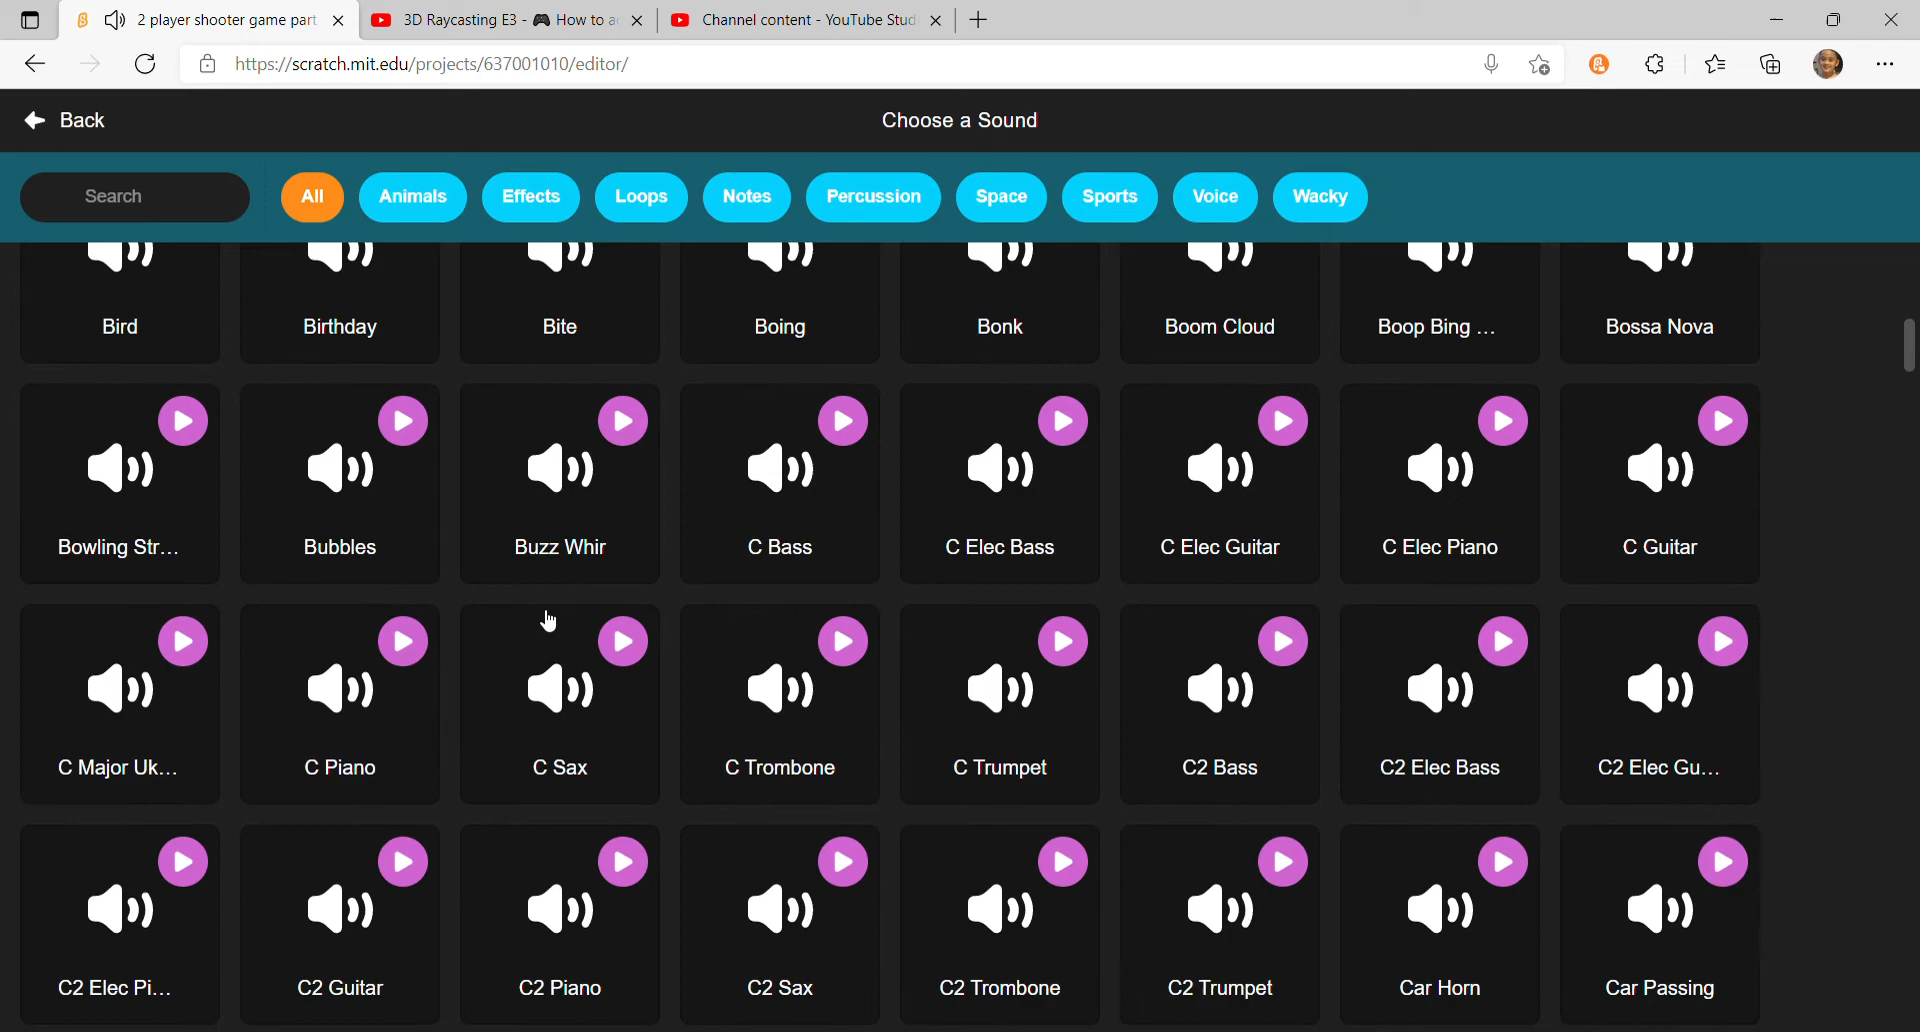 2 player shooter game part
3D Raycasting E3 - 🎮 How to a
Channel content - YouTube Stud
https://scratch.mit.edu/projects/637001010/editor/
Back
Choose a Sound
Search
All
Animals
Effects
Loops
Notes
Percussion
Space
Sports
Voice
Wacky
Bird
Birthday
Bite
Boing
Bonk
Boom Cloud
Boop Bing ...
Bossa Nova
Bowling Str...
Bubbles
Buzz Whir
C Bass
C Elec Bass
C Elec Guitar
C Elec Piano
C Guitar
C Major Uk...
C Piano
C Sax
C Trombone
C Trumpet
C2 Bass
C2 Elec Bass
C2 Elec Gu...
C2 Elec Pi...
C2 Guitar
C2 Piano
C2 Sax
C2 Trombone
C2 Trumpet
Car Horn
Car Passing